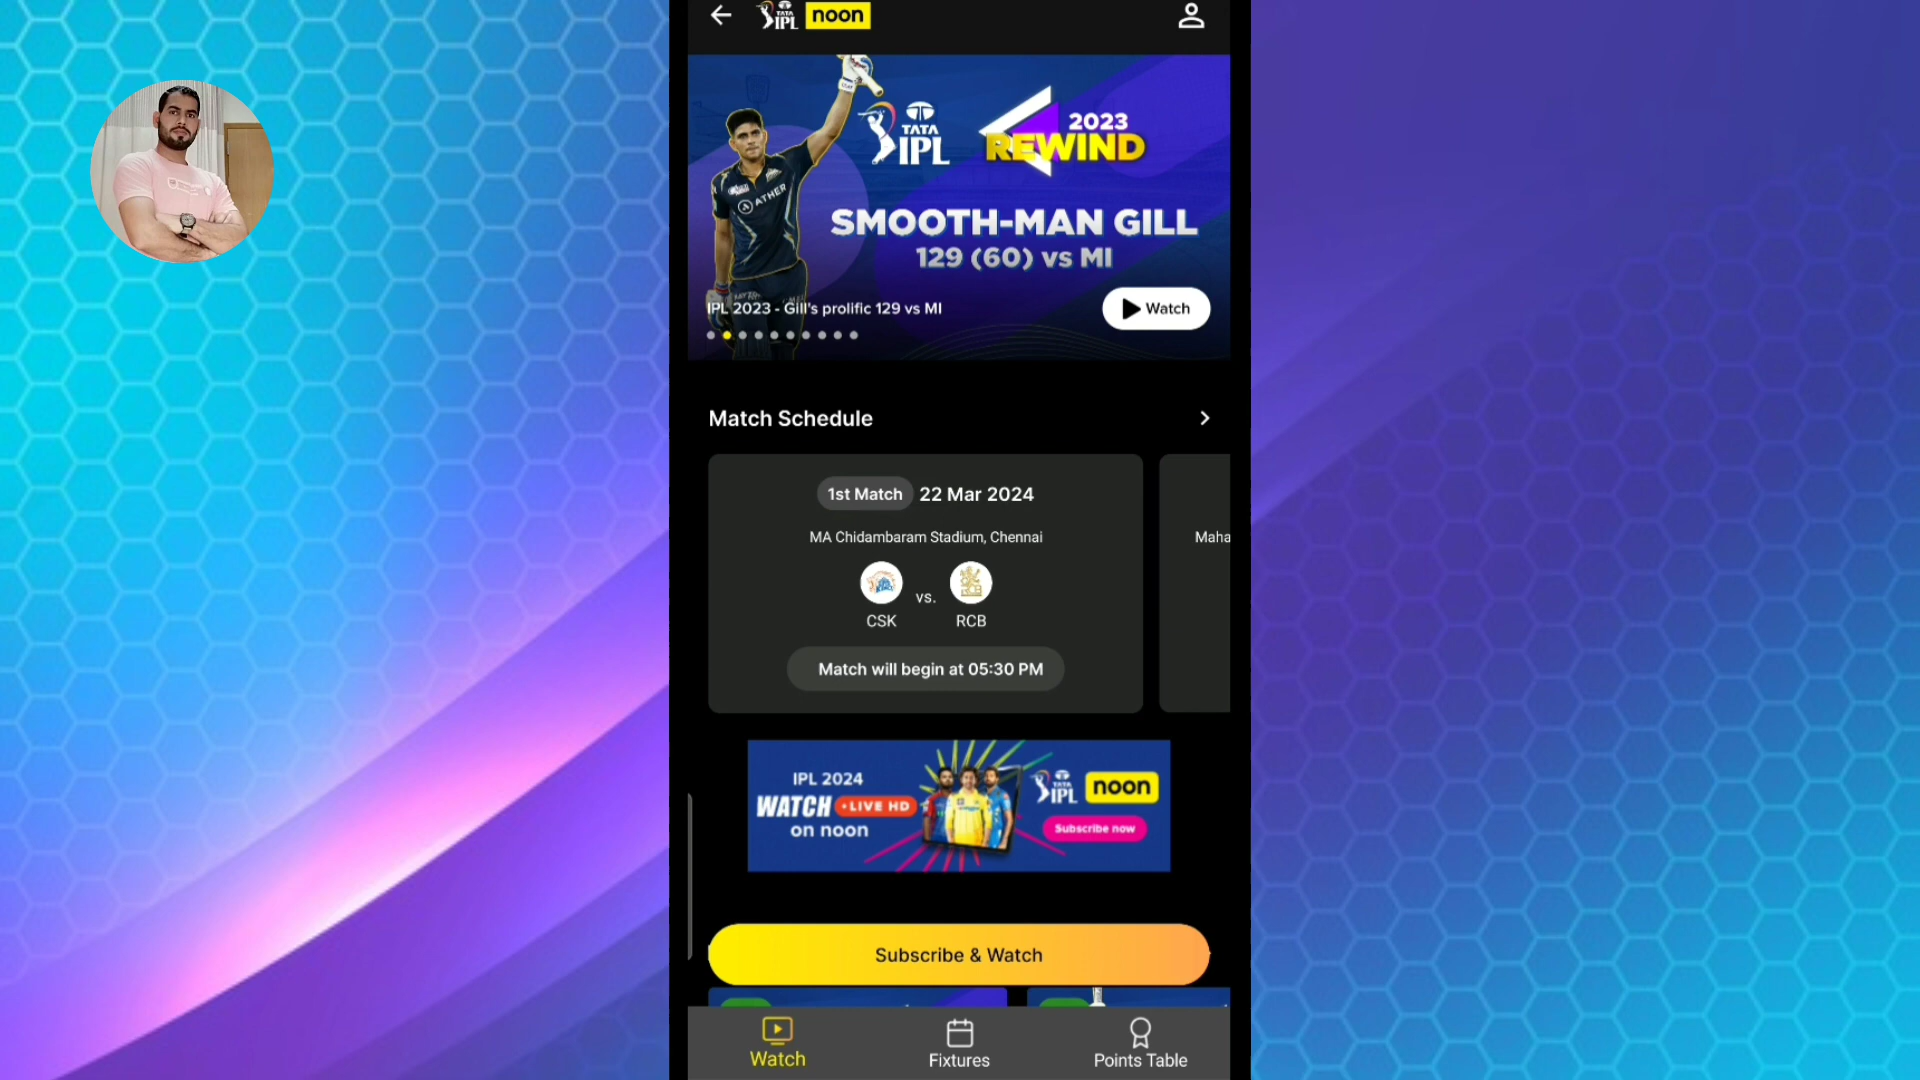 TATA
IPL
noon
TATA
IPL
2023
REWIND
ATHER
SMOOTH-MAN GILL
129 (60) vs MI
IPL 2023 - Gill's prolific 129 vs MI
Watch
Match Schedule
1st Match 22 Mar 2024
MA Chidambaram Stadium, Chennai
Maha
vs.
CSK
RCB
Match will begin at 05:30 PM
IPL 2024
WATCH • LIVE HD
on noon
TATA
IPL
noon
Subscribe now
Subscribe & Watch
Watch
Fixtures
Points Table